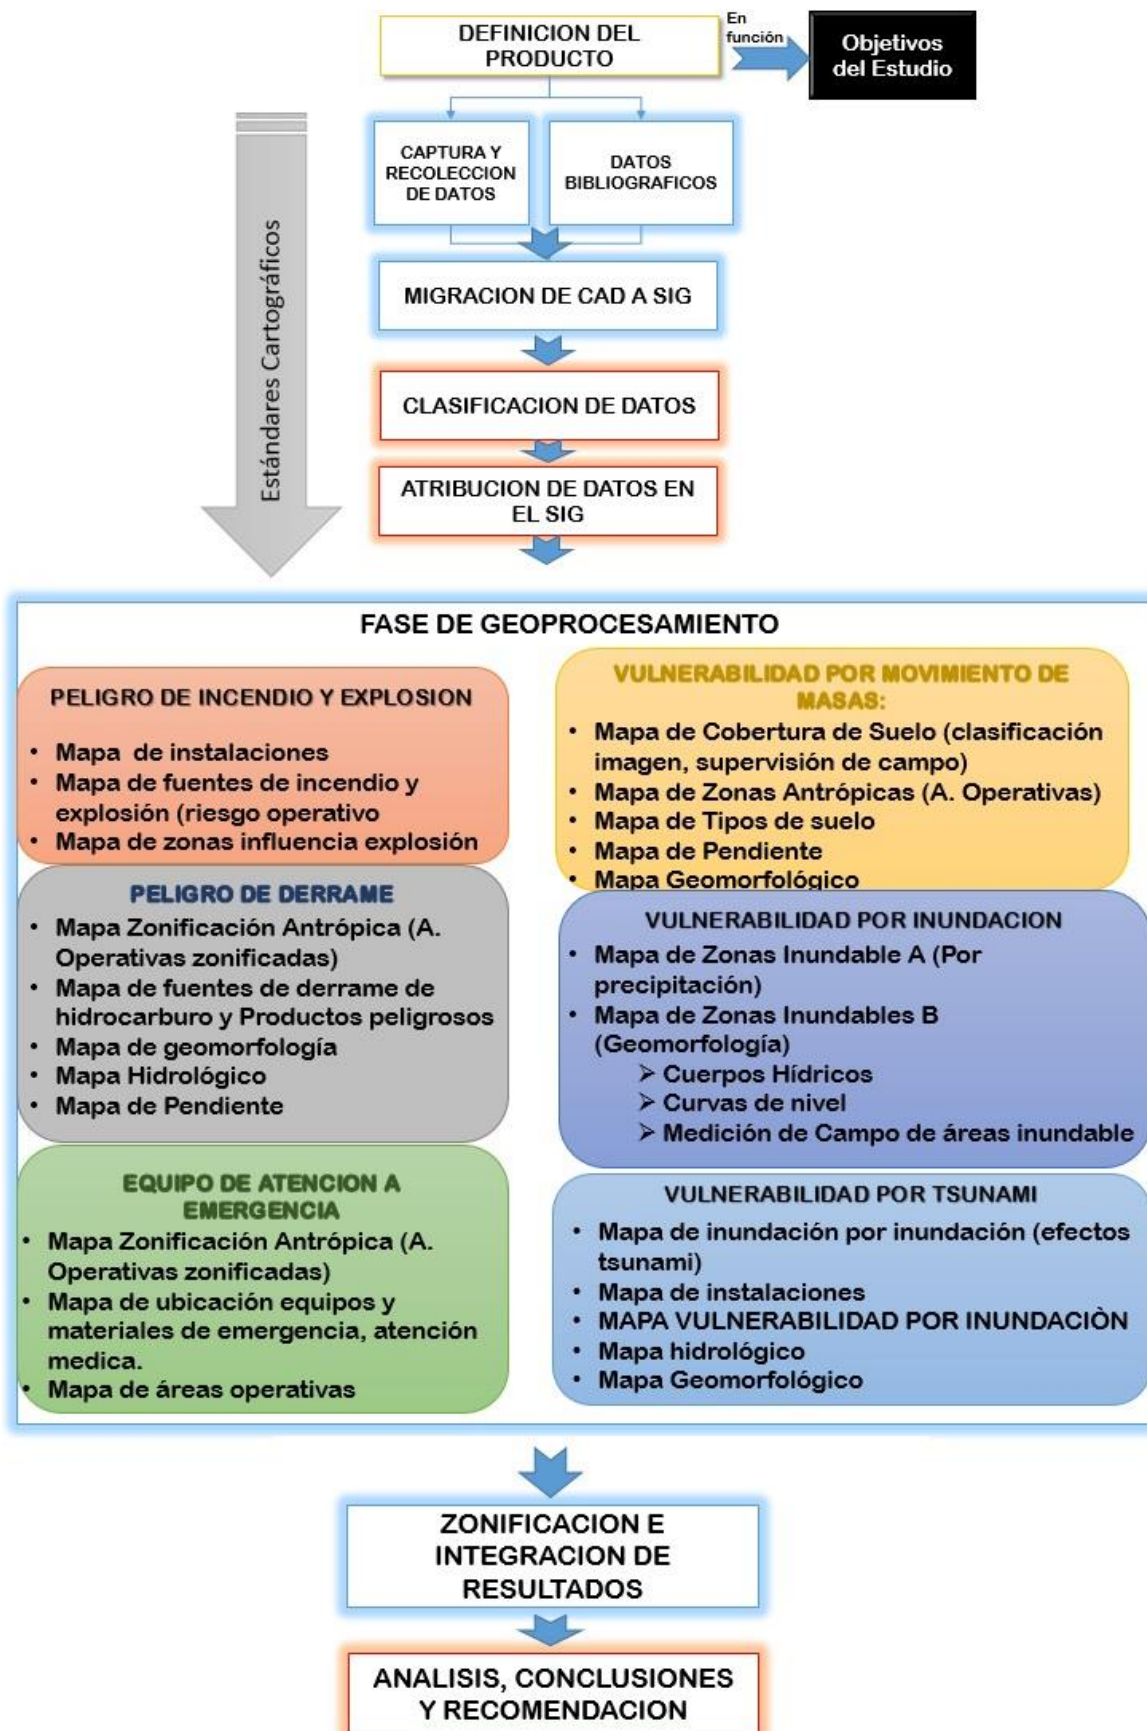 DEFINICION DEL
PRODUCTO
En
función
Objetivos
del Estudio
CAPTURA Y
RECOLECCION
DE DATOS
DATOS
BIBLIOGRAFICOS
Estándares Cartográficos
MIGRACION DE CAD A SIG
CLASIFICACION DE DATOS
ATRIBUCION DE DATOS EN
EL SIG
FASE DE GEOPROCESAMIENTO
PELIGRO DE INCENDIO Y EXPLOSION
• Mapa de instalaciones
• Mapa de fuentes de incendio y
explosión (riesgo operativo
• Mapa de zonas influencia explosión
PELIGRO DE DERRAME
• Mapa Zonificación Antrópica (A.
Operativas zonificadas)
• Mapa de fuentes de derrame de
hidrocarburo y Productos peligrosos
• Mapa de geomorfología
• Mapa Hidrológico
• Mapa de Pendiente
EQUIPO DE ATENCION A
EMERGENCIA
• Mapa Zonificación Antrópica (A.
Operativas zonificadas)
• Mapa de ubicación equipos y
materiales de emergencia, atención
medica.
• Mapa de áreas operativas
VULNERABILIDAD POR MOVIMIENTO DE
MASAS:
• Mapa de Cobertura de Suelo (clasificación
imagen, supervisión de campo)
• Mapa de Zonas Antrópicas (A. Operativas)
• Mapa de Tipos de suelo
• Mapa de Pendiente
• Mapa Geomorfológico
VULNERABILIDAD POR INUNDACION
• Mapa de Zonas Inundable A (Por
precipitación)
• Mapa de Zonas Inundables B
(Geomorfología)
➢ Cuerpos Hídricos
➢ Curvas de nivel
➢ Medición de Campo de áreas inundable
VULNERABILIDAD POR TSUNAMI
• Mapa de inundación por inundación (efectos
tsunami)
• Mapa de instalaciones
• MAPA VULNERABILIDAD POR INUNDACIÒN
• Mapa hidrológico
• Mapa Geomorfológico
ZONIFICACION E
INTEGRACION DE
RESULTADOS
ANALISIS, CONCLUSIONES
Y RECOMENDACION